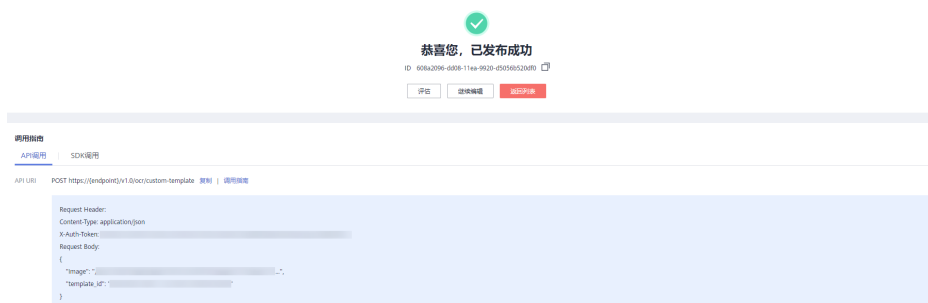 恭喜您，已发布成功
ID 608a2096-dd08-11ea-9920-d5056b520df0
评估 继续编辑 返回列表
调用指南
API调用 | SDK调用
API URI POST https://{endpoint}/v1.0/ocr/custom-template 复制 | 调用指南
Request Header:
Content-Type: application/json
X-Auth-Token:
Request Body:
{
"image": "...",
"template_id": "
}